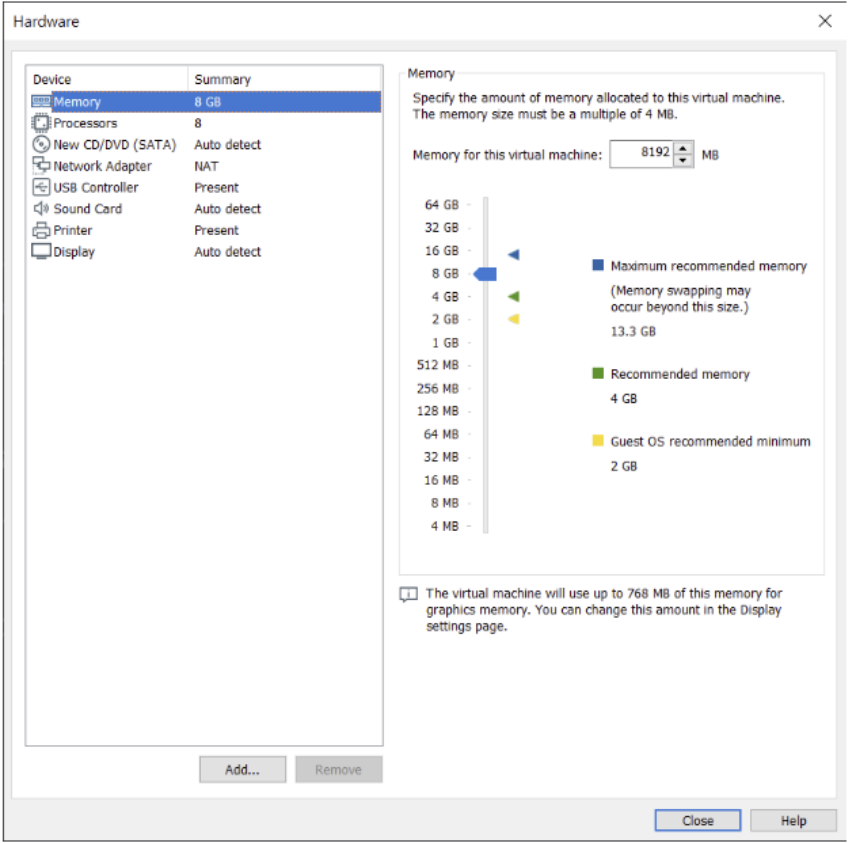 Hardware
Device Summary
Memory 8 GB
Processors 8
New CD/DVD (SATA) Auto detect
Network Adapter NAT
USB Controller Present
Sound Card Auto detect
Printer Present
Display Auto detect
Add...
Remove
Memory
Specify the amount of memory allocated to this virtual machine.
The memory size must be a multiple of 4 MB.
Memory for this virtual machine: 8192 MB
64 GB
32 GB
16 GB
8 GB
4 GB
2 GB
1 GB
512 MB
256 MB
128 MB
64 MB
32 MB
16 MB
8 MB
4 MB
Maximum recommended memory
(Memory swapping may
occur beyond this size.)
13.3 GB
Recommended memory
4 GB
Guest OS recommended minimum
2 GB
The virtual machine will use up to 768 MB of this memory for
graphics memory. You can change this amount in the Display
settings page.
Close
Help